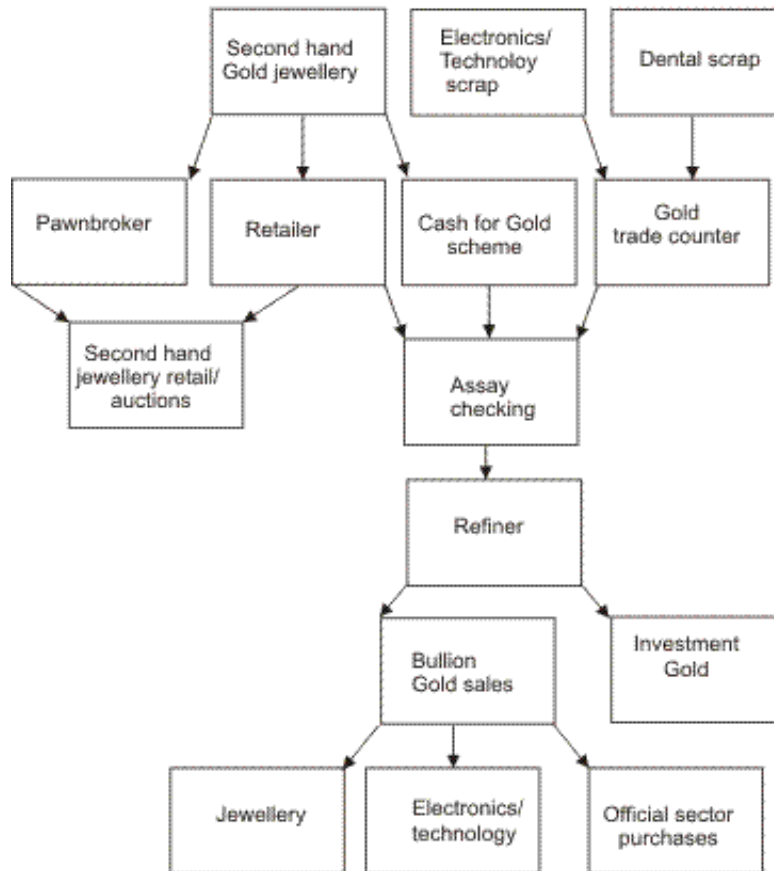 Second hand
Gold jewellery
Electronics/
Technoloy
scrap
Dental scrap
Pawnbroker
Retailer
Cash for Gold
scheme
Gold
trade counter
Second hand
jewellery retail/
auctions
Assay
checking
Refiner
Bullion
Gold sales
Investment
Gold
Jewellery
Electronics/
technology
Official sector
purchases